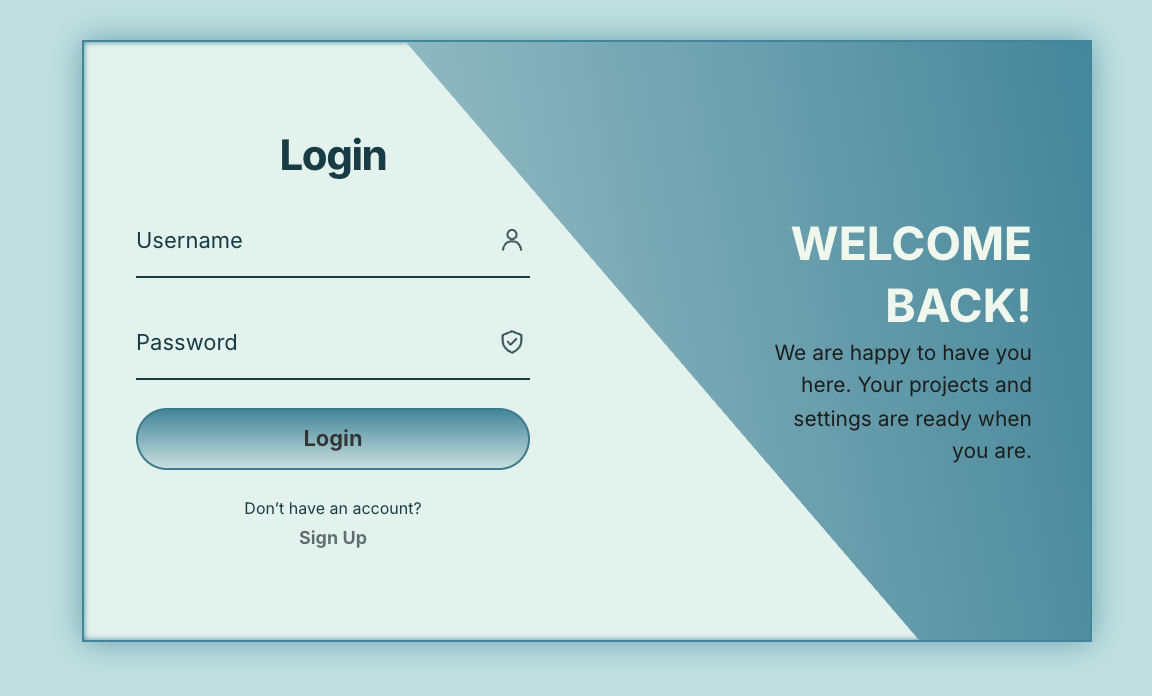 Login
Username
Password
Login
Don’t have an account?
Sign Up
WELCOME
BACK!
We are happy to have you
here. Your projects and
settings are ready when
you are.